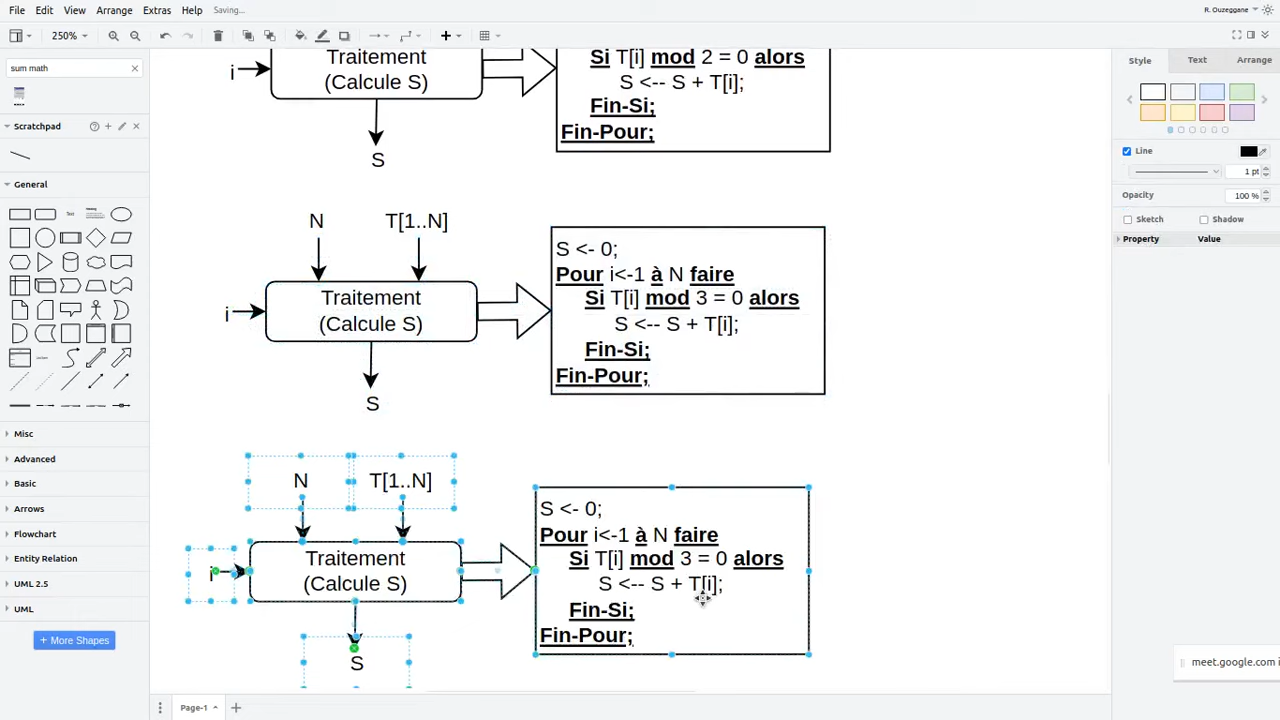 File Edit View Arrange Extras Help Saving...
R. Ouzeggane
250%
sum math
Scratchpad
General
Text
Misc
Advanced
Basic
Arrows
Flowchart
Entity Relation
UML 2.5
UML
+ More Shapes
i
Traitement
(Calcule S)
S
Si T[i] mod 2 = 0 alors
S <-- S + T[i];
Fin-Si;
Fin-Pour;
N
T[1..N]
i
Traitement
(Calcule S)
S
S <- 0;
Pour i<-1 à N faire
Si T[i] mod 3 = 0 alors
S <-- S + T[i];
Fin-Si;
Fin-Pour;
N
T[1..N]
i
Traitement
(Calcule S)
S
S <- 0;
Pour i<-1 à N faire
Si T[i] mod 3 = 0 alors
S <-- S + T[i];
Fin-Si;
Fin-Pour;
Style Text Arrange
Line
1 pt
Opacity
100 %
Sketch Shadow
Property Value
meet.google.com i
Page-1